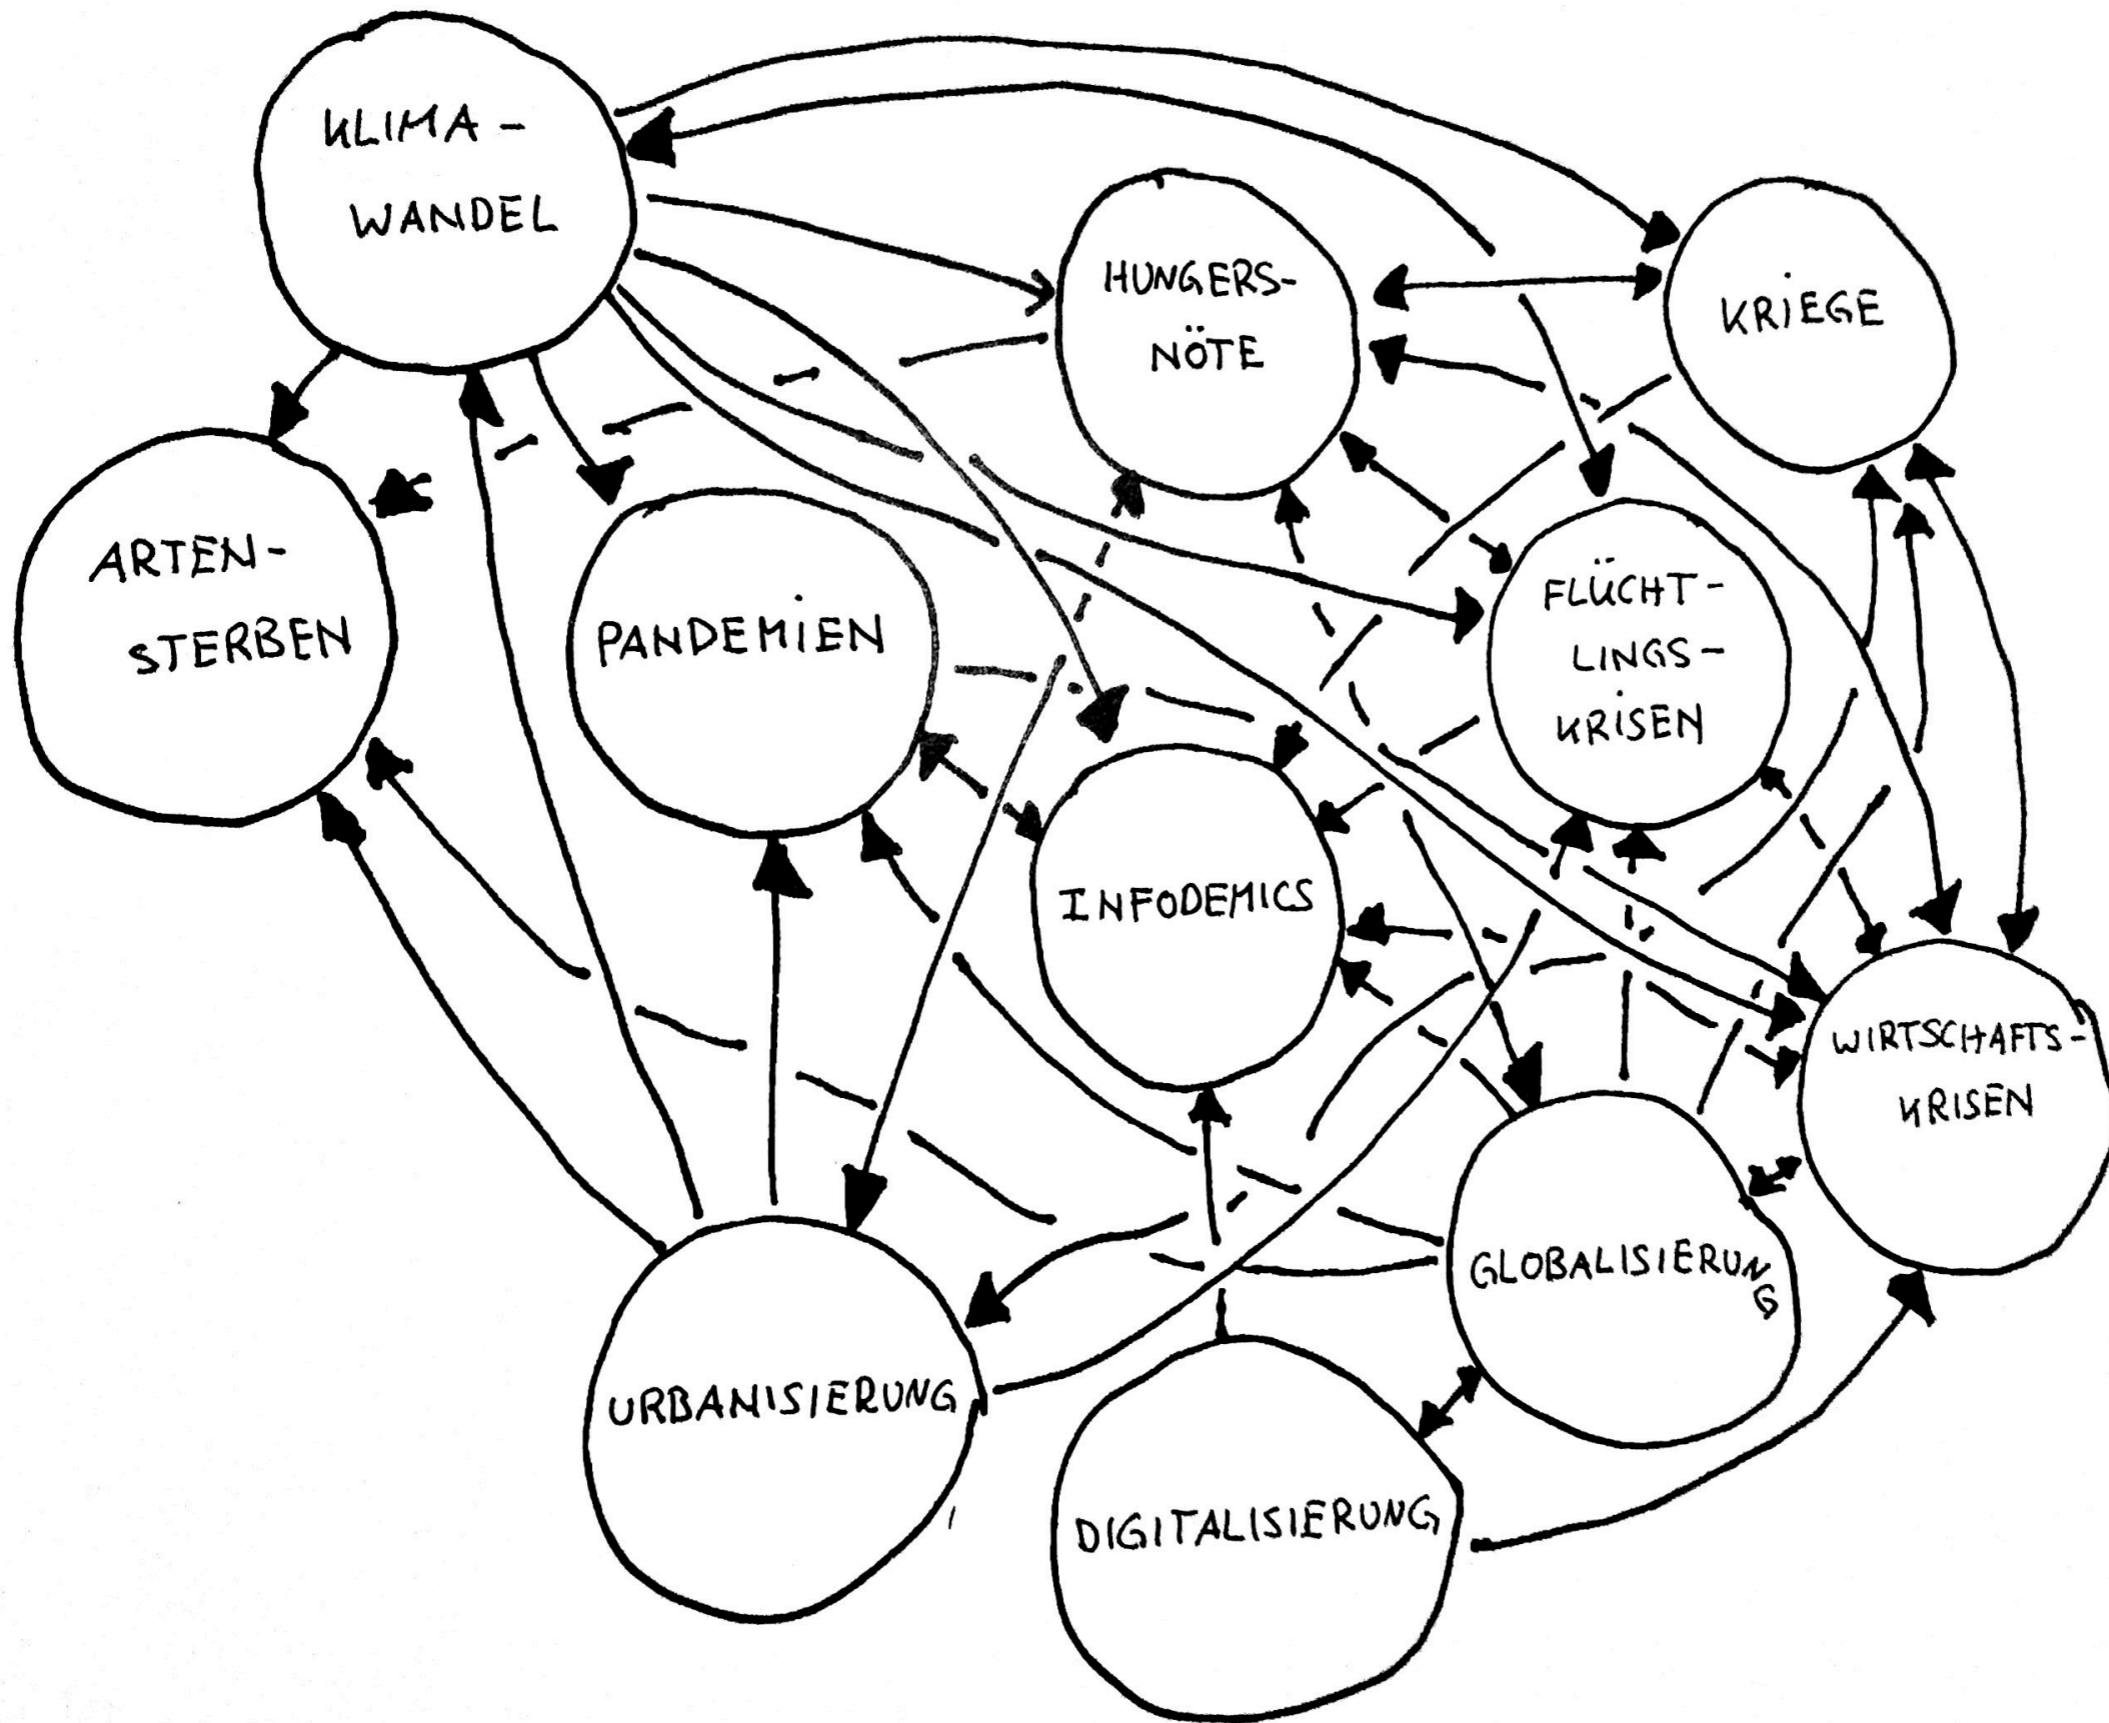 KLIMA-
WANDEL
HUNGERS-
NÖTE
KRiEGE
ARTEN-
STERBEN
PANDEMiEN
FLÜCHT-
LINGS-
KRiSEN
INFODEMICS
WIRTSCHAFTS-
KRISEN
GLOBALISIERUNG
URBANISIERUNG
DIGITALISIERUNG